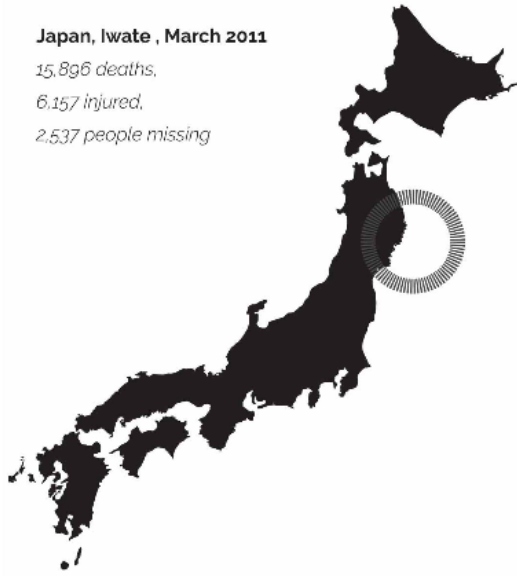 Japan, Iwate , March 2011
15,896 deaths,
6,157 injured,
2,537 people missing